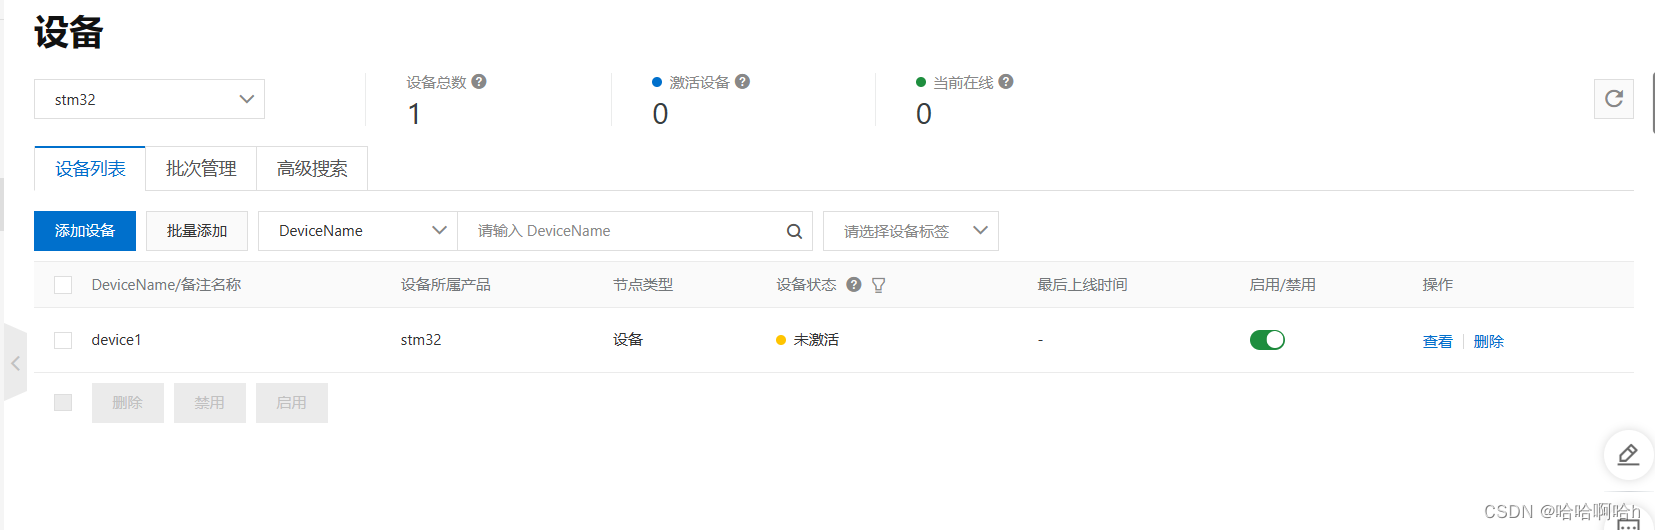 设备
stm32
设备总数 ?
1
激活设备 ?
0
当前在线 ?
0
设备列表 批次管理 高级搜索
添加设备 批量添加 DeviceName 请输入 DeviceName 请选择设备标签
DeviceName/备注名称 设备所属产品 节点类型 设备状态 ? 最后上线时间 启用/禁用 操作
device1 stm32 设备 未激活 - 查看 删除
删除 禁用 启用
CSDN @哈哈啊哈h